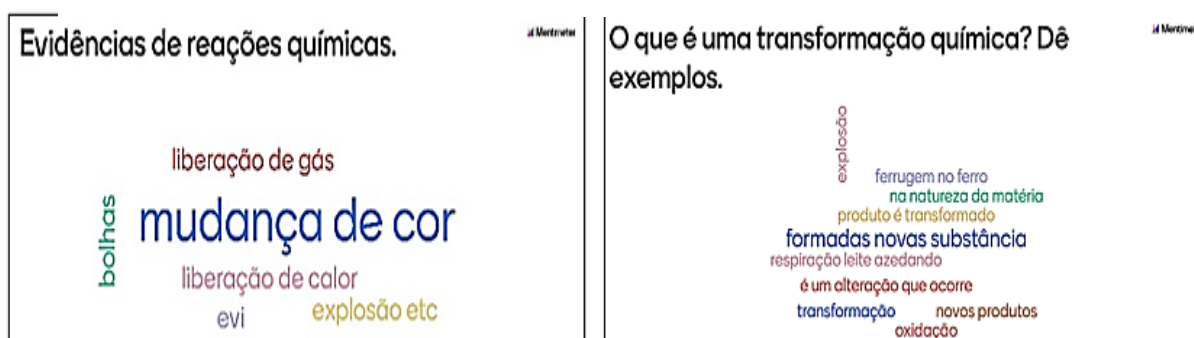 Evidências de reações químicas.
Mentimeter
liberação de gás
bolhas
mudança de cor
liberação de calor
evi
explosão etc
O que é uma transformação química? Dê
exemplos.
Mentimet
explosão
ferrugem no ferro
na natureza da matéria
produto é transformado
formadas novas substância
respiração leite azedando
é um alteração que ocorre
transformação
novos produtos
oxidação